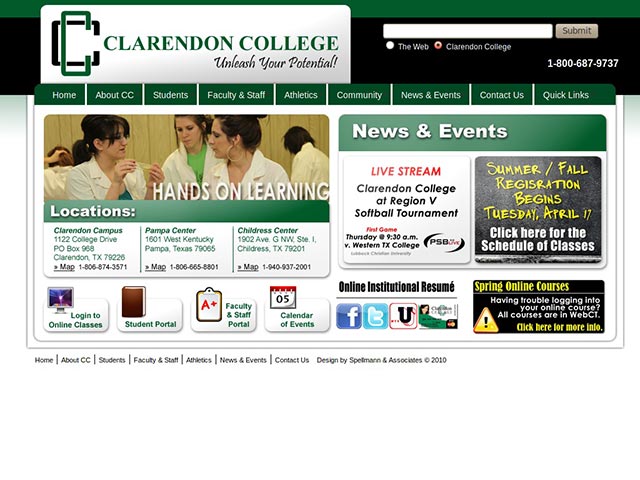 CLARENDON COLLEGE
Unleash Your Potential!
Submit
The Web Clarendon College
1-800-687-9737
Home About CC Students Faculty & Staff Athletics Community News & Events Contact Us Quick Links
HANDS ON LEARNING
Locations:
Clarendon Campus
1122 College Drive
PO Box 968
Clarendon, TX 79226
» Map 1-806-874-3571
Pampa Center
1601 West Kentucky
Pampa, Texas 79065
» Map 1-806-665-8801
Childress Center
1902 Ave. G NW, Ste. I,
Childress, TX 79201
» Map 1-940-937-2001
News & Events
LIVE STREAM
Clarendon College
at Region V
Softball Tournament
First Game
Thursday @ 9:30 a.m.
v. Western TX College
Lubbock Christian University
PSB LIVE
Summer / Fall
Regisration
Begins
Tuesday, April 17
Click here for the
Schedule of Classes
Login to
Online Classes
Student Portal
A+
Faculty
& Staff
Portal
05
Calendar
of Events
Online Institutional Resumé
Spring Online Courses
Having trouble logging into
your online course?
All courses are in WebCT.
Click here for more info.
Home About CC Students Faculty & Staff Athletics News & Events Contact Us Design by Spellmann & Associates © 2010